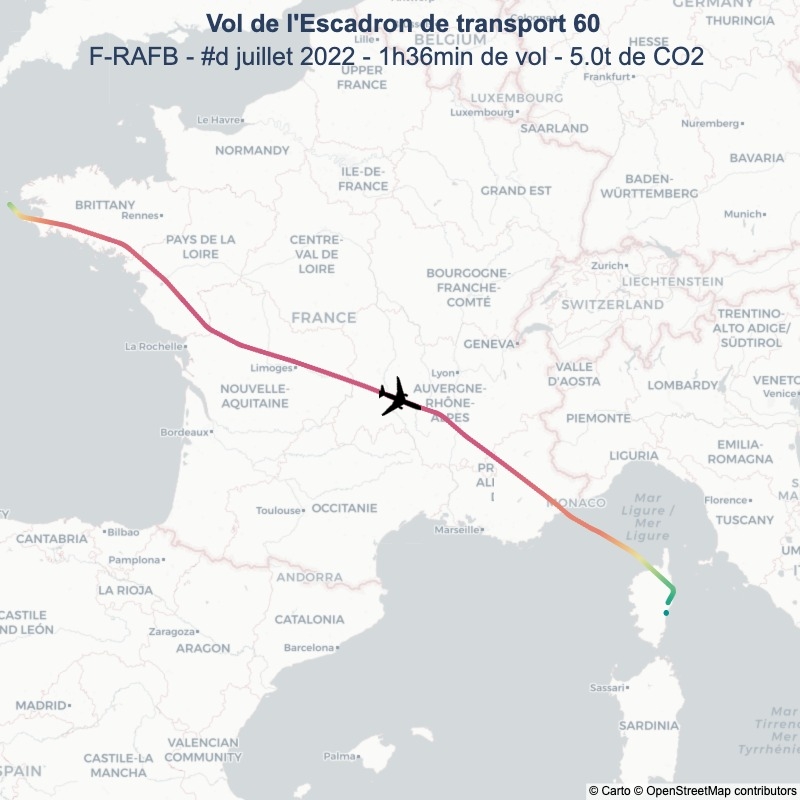 Vol de l'Escadron de transport 60
F-RAFB - #d juillet 2022 - 1h36min de vol - 5.0t de CO2
GERMANY
THURINGIA
Lille
BELGIUM
HESSE
UPPER
FRANCE
Frankfurt
LUXEMBOURG
Luxembourg
Le Havre
SAARLAND
Nuremberg
NORMANDY
BAVARIA
ILE-DE-
FRANCE
GRAND EST
BADEN-
WÜRTTEMBERG
BRITTANY
Rennes
Munich
PAYS DE LA
LOIRE
CENTRE-
VAL DE
LOIRE
BOURGOGNE-
FRANCHE-
COMTÉ
Zurich
LIECHTENSTEIN
SWITZERLAND
FRANCE
TRENTINO-
ALTO ADIGE/
SÜDTIROL
La Rochelle
GENEVA
Limoges
Lyon
VALLE
D'AOSTA
NOUVELLE-
AQUITAINE
AUVERGNE-
RHÔNE-
ALPES
LOMBARDY
VENETO
Venice
PIEMONTE
Bordeaux
EMILIA-
ROMAGNA
LIGURIA
PR
AL
Toulouse
OCCITANIE
MONACO
Mar
Ligure /
Mer
Ligure
Florence
TUSCANY
Marseille
CANTABRIA
Bilbao
Pamplona
UM
ANDORRA
LA RIOJA
CASTILE
ND LEÓN
CATALONIA
Zaragoza
ARAGON
Barcelona
Sassari
MADRID
SARDINIA
Mar
Tirreno
Mer
Tyrrhénie
VALENCIAN
COMMUNITY
CASTILLA-LA
MANCHA
Palma
SPAIN
© Carto © OpenStreetMap contributors